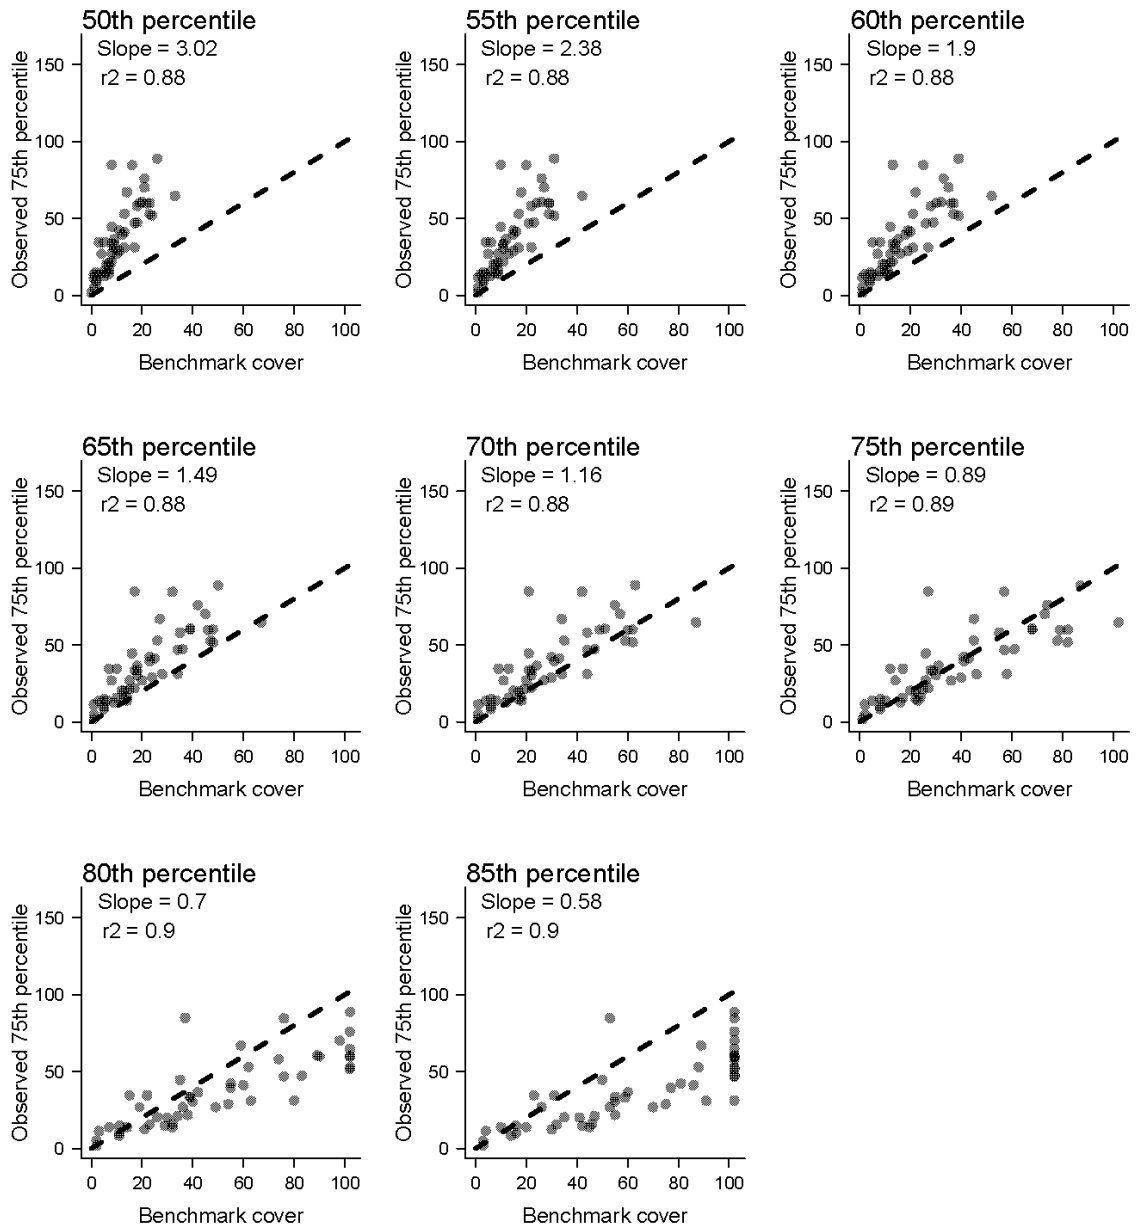 50th percentile
Slope = 3.02
r2 = 0.88
150
100
50
0
Observed 75th percentile
0 20 40 60 80 100
Benchmark cover
55th percentile
Slope = 2.38
r2 = 0.88
150
100
50
0
Observed 75th percentile
0 20 40 60 80 100
Benchmark cover
60th percentile
Slope = 1.9
r2 = 0.88
150
100
50
0
Observed 75th percentile
0 20 40 60 80 100
Benchmark cover
65th percentile
Slope = 1.49
r2 = 0.88
150
100
50
0
Observed 75th percentile
0 20 40 60 80 100
Benchmark cover
70th percentile
Slope = 1.16
r2 = 0.88
150
100
50
0
Observed 75th percentile
0 20 40 60 80 100
Benchmark cover
75th percentile
Slope = 0.89
r2 = 0.89
150
100
50
0
Observed 75th percentile
0 20 40 60 80 100
Benchmark cover
80th percentile
Slope = 0.7
r2 = 0.9
150
100
50
0
Observed 75th percentile
0 20 40 60 80 100
Benchmark cover
85th percentile
Slope = 0.58
r2 = 0.9
150
100
50
0
Observed 75th percentile
0 20 40 60 80 100
Benchmark cover